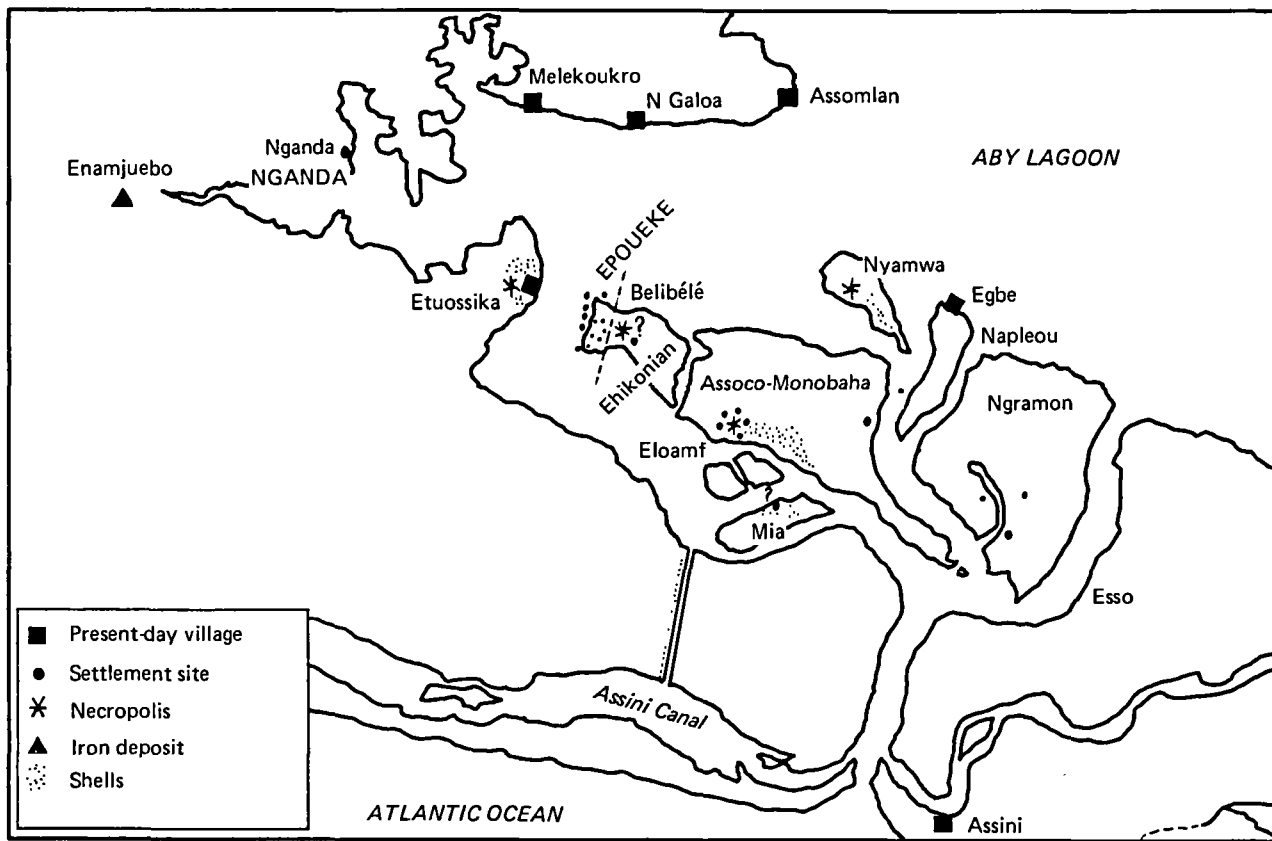 Melekoukro
N Galoa
Assomlan
Nganda
NGANDA
Enamjuebo
ABY LAGOON
EPOUEKE
Nyamwa
Etuossika
Belibélé
Egbe
?
Napleou
Ehikonian
Assoco-Monobaha
Ngramon
Eloamf
?
Mia
Esso
Present-day village
Settlement site
Necropolis
Iron deposit
Shells
Assini Canal
ATLANTIC OCEAN
Assini